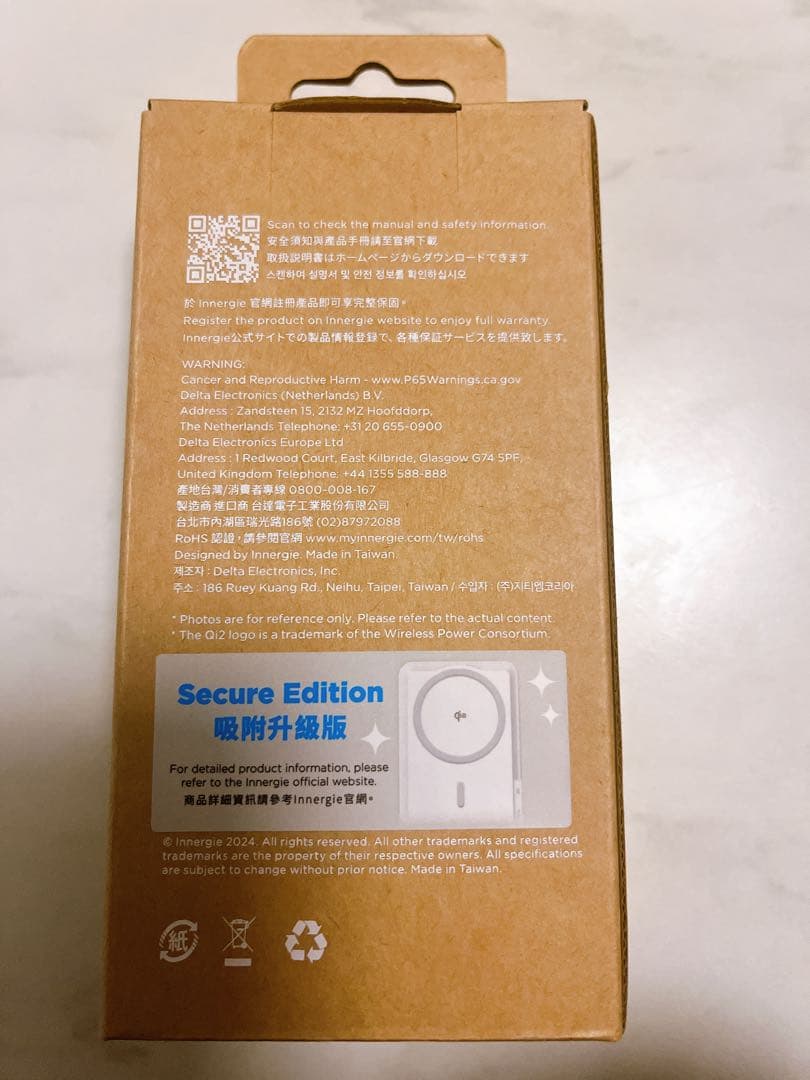 Scan to check the manual and safety information.
安全須知與產品手冊請至官網下載
取扱説明書はホームページからダウンロードできます
스캔하여 설명서 및 안전 정보를 확인하십시오
於 Innergie 官網註冊產品即可享完整保固。
Register the product on Innergie website to enjoy full warranty.
Innergie公式サイトでの製品情報登録で、各種保証サービスを提供致します。
WARNING:
Cancer and Reproductive Harm - www.P65Warnings.ca.gov
Delta Electronics (Netherlands) B.V.
Address : Zandsteen 15, 2132 MZ Hoofddorp,
The Netherlands Telephone: +31 20 655-0900
Delta Electronics Europe Ltd
Address : 1 Redwood Court, East Kilbride, Glasgow G74 5PF,
United Kingdom Telephone: +44 1355 588-888
產地台灣/消費者專線 0800-008-167
製造商 進口商 台達電子工業股份有限公司
台北市內湖區瑞光路186號 (02)87972088
RoHS 認證，請參閱官網 www.myinnergie.com/tw/rohs
Designed by Innergie. Made in Taiwan.
제조자 : Delta Electronics, Inc.
주소 : 186 Ruey Kuang Rd., Neihu, Taipei, Taiwan / 수입자 : (주)지티엠코리아
* Photos are for reference only. Please refer to the actual content.
* The Qi2 logo is a trademark of the Wireless Power Consortium.
Secure Edition
吸附升級版
For detailed product information, please
refer to the Innergie official website.
商品詳細資訊請參考Innergie官網。
© Innergie 2024. All rights reserved. All other trademarks and registered
trademarks are the property of their respective owners. All specifications
are subject to change without prior notice. Made in Taiwan.
紙